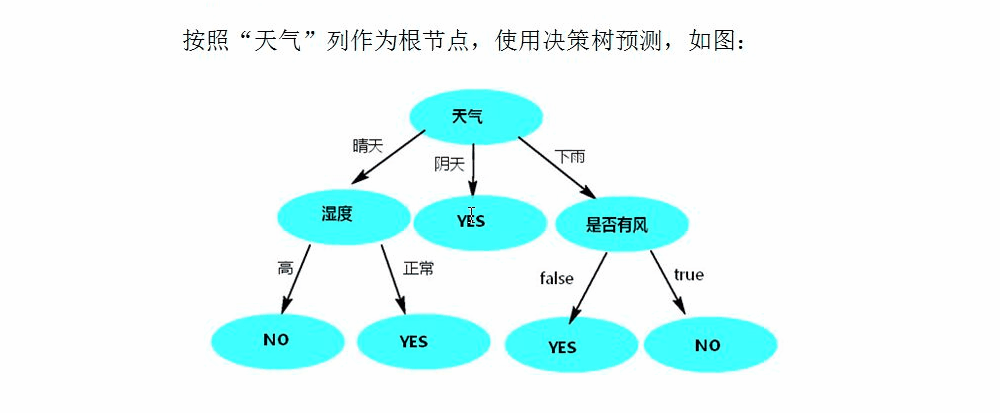 按照“天气”列作为根节点，使用决策树预测，如图：
天气
晴天
阴天
下雨
湿度
YES
是否有风
高
正常
false
true
NO
YES
YES
NO